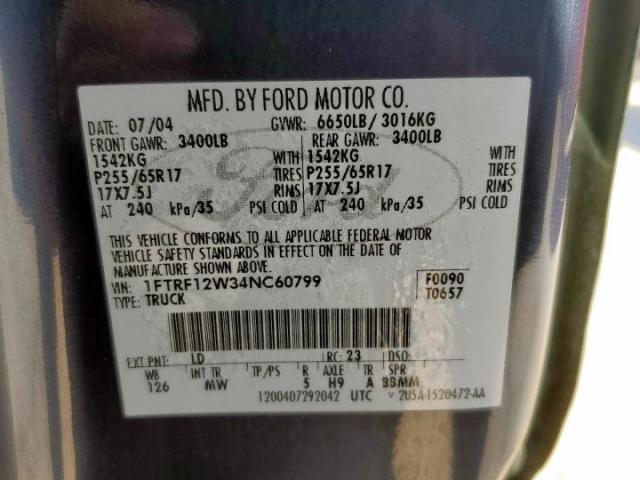 MFD. BY FORD MOTOR CO.
DATE: 07/04 GVWR: 6650LB/ 3016KG
FRONT GAWR: 3400LB REAR GAWR: 3400LB
1542KG WITH 1542KG WITH
P255/65R17 TIRES P255/65R17 TIRES
17X7.5J RIMS 17X7.5J RIMS
AT 240 kPa/35 PSI COLD AT 240 kPa/35 PSI COLD
Ford
THIS VEHICLE CONFORMS TO ALL APPLICABLE FEDERAL MOTOR
VEHICLE SAFETY STANDARDS IN EFFECT ON THE DATE OF
MANUFACTURE SHOWN ABOVE.
VIN: 1FTRF12W34NC60799 F0090
TYPE: TRUCK T0657
EXT PNT: LD RC: 23 DSO:
WB INT TR TP/PS R AXLE TR SPR
126 MW 5 H9 A BBMM
1200407292042 UTC V 2U5A-1520472-AA